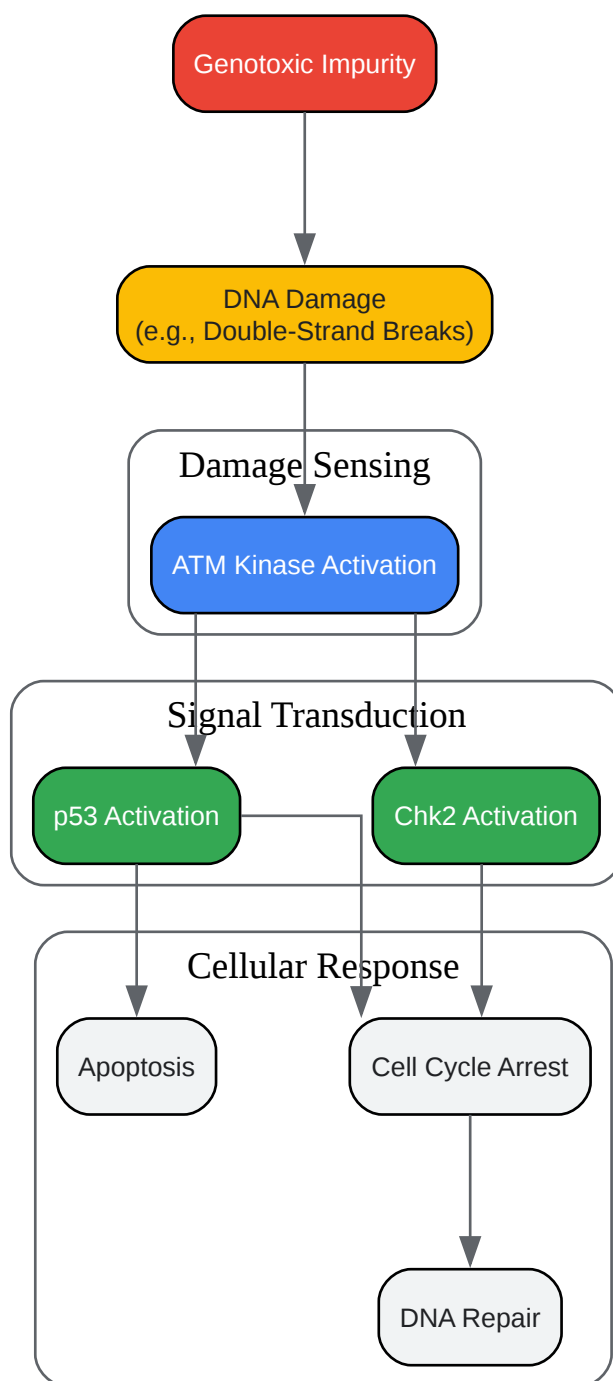 Genotoxic Impurity
DNA Damage
(e.g., Double-Strand Breaks)
Damage Sensing
ATM Kinase Activation
Signal Transduction
p53 Activation
Chk2 Activation
Cellular Response
Apoptosis
Cell Cycle Arrest
DNA Repair